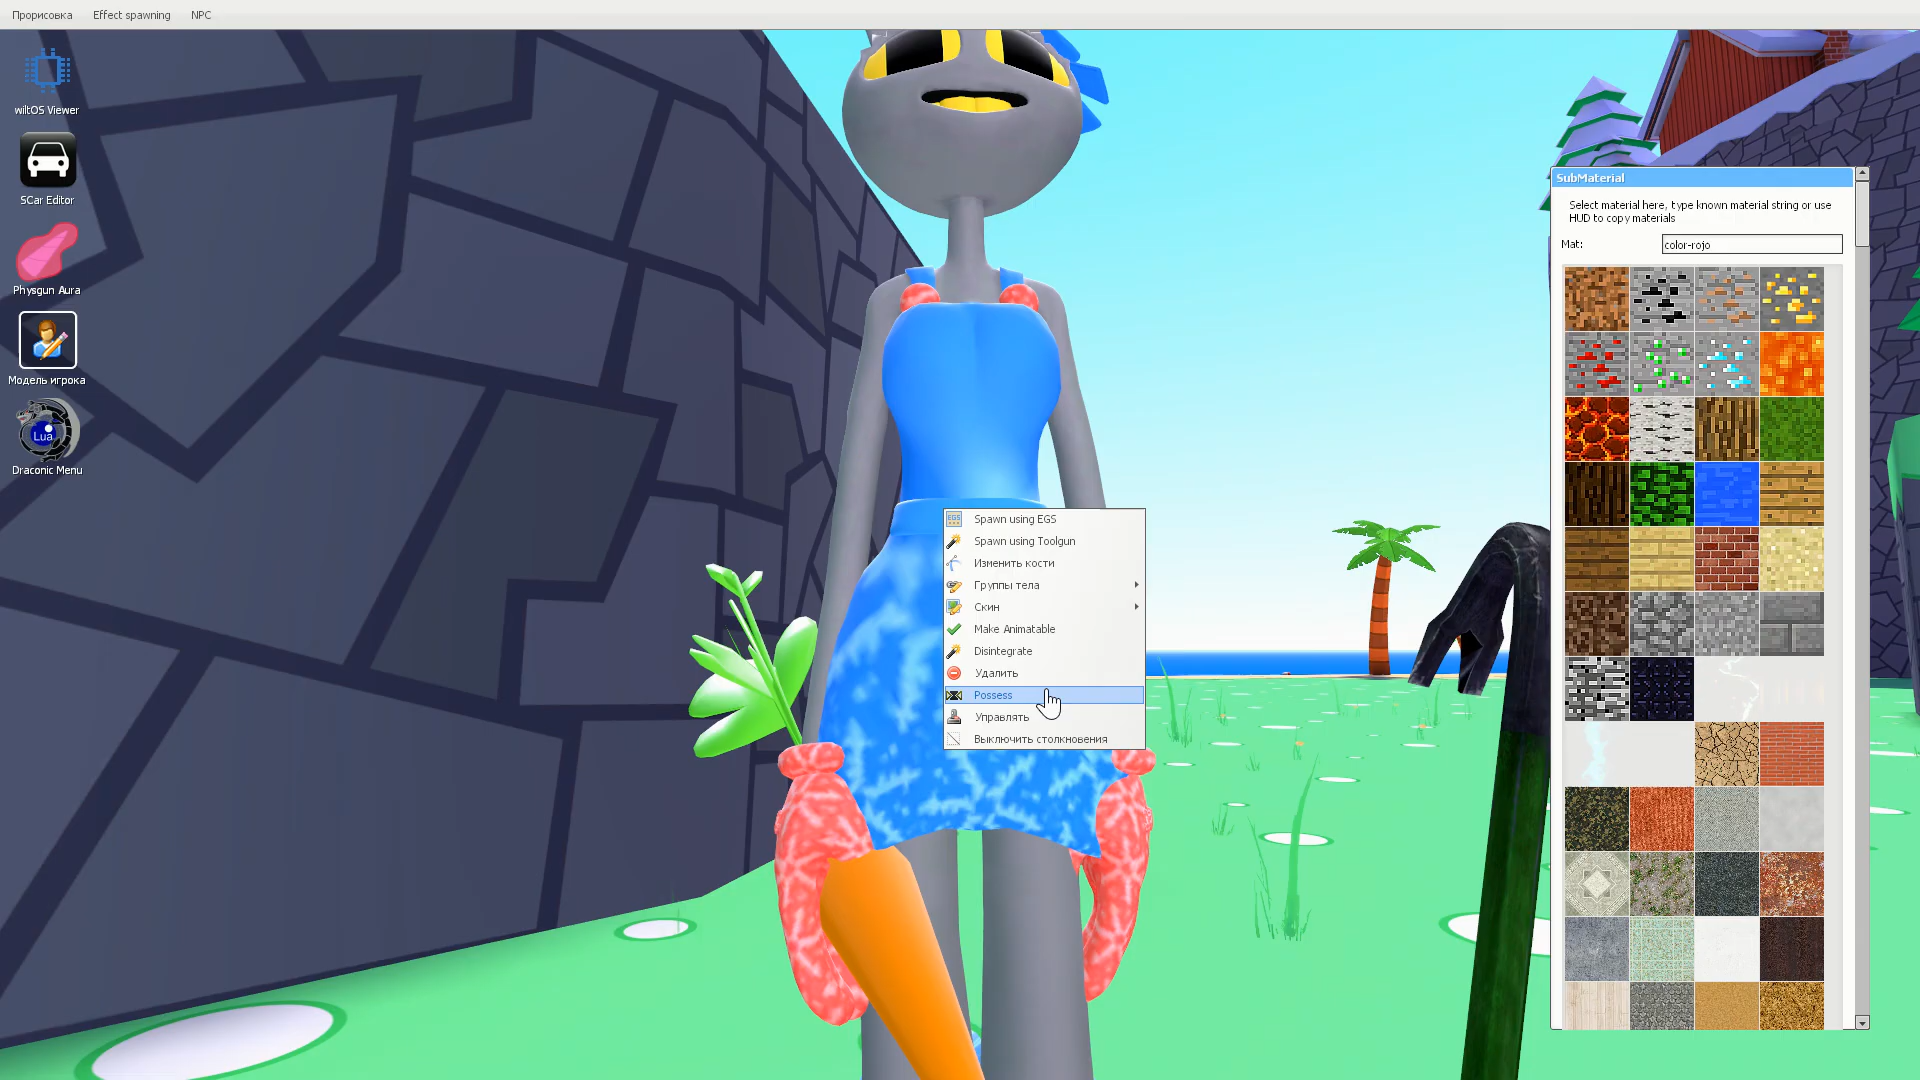 Прорисовка
Effect spawning
NPC
wiltOS Viewer
SCar Editor
Physgun Aura
Модель игрока
Lua
Draconic Menu
EGS
Spawn using EGS
Spawn using Toolgun
Изменить кости
Группы тела
Скин
Make Animatable
Disintegrate
Удалить
Possess
Управлять
Выключить столкновения
SubMaterial
Select material here, type known material string or use
HUD to copy materials
Mat:
color-rojo